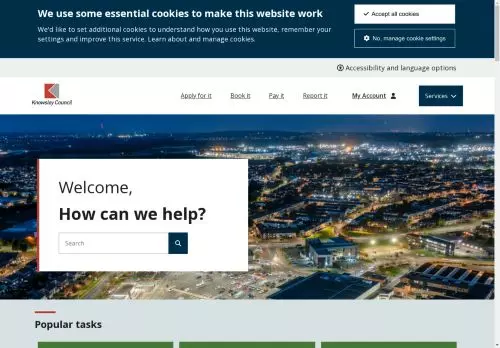 We use some essential cookies to make this website work
We'd like to set additional cookies to understand how you use this website, remember your
settings and improve this service. Learn about and manage cookies.
Accept all cookies
No, manage cookie settings
Accessibility and language options
Knowsley Council
Apply for it
Book it
Pay it
Report it
My Account
Services
Welcome,
How can we help?
Search
Popular tasks